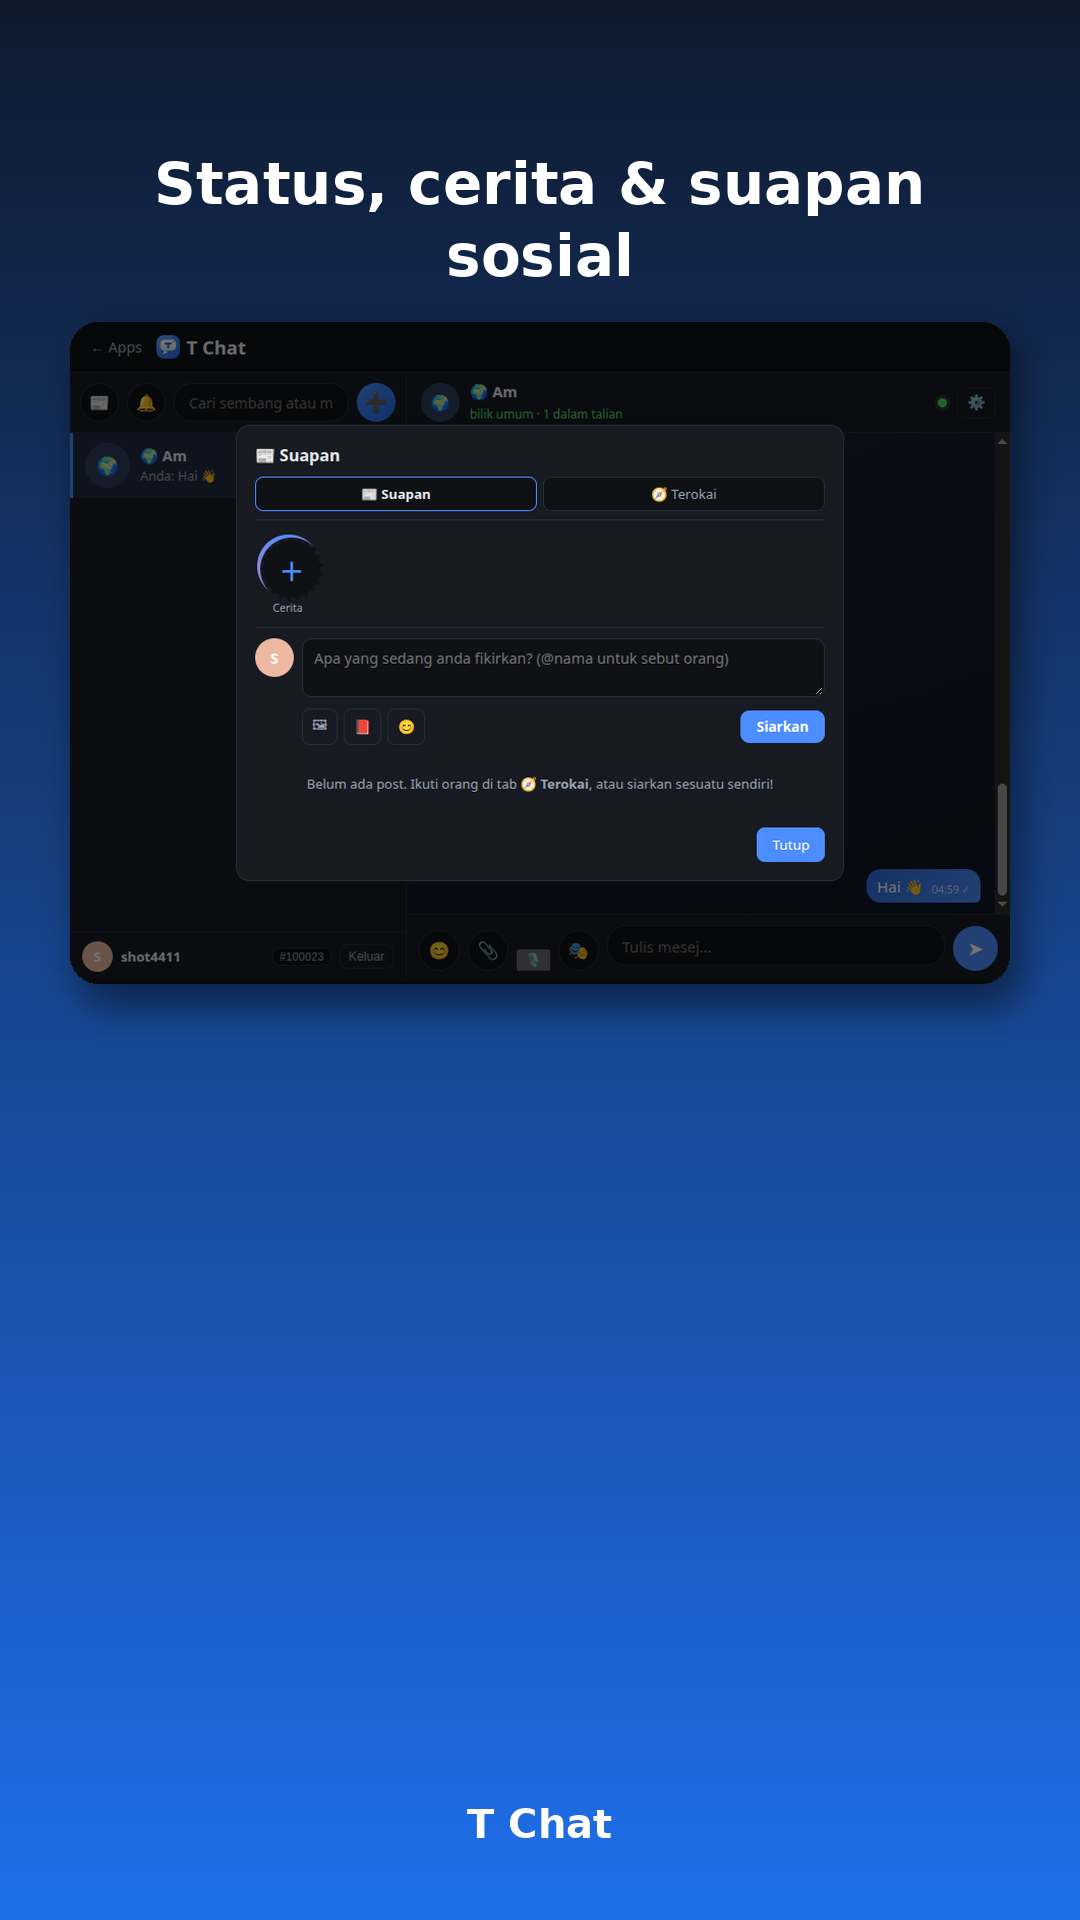 Status, cerita & suapan
sosial
← Apps
T Chat
Cari sembang atau m
Am
bilik umum · 1 dalam talian
Am
Anda: Hai 👋
📰 Suapan
📰 Suapan
🧭 Terokai
+
Cerita
S
Apa yang sedang anda fikirkan? (@nama untuk sebut orang)
Siarkan
Belum ada post. Ikuti orang di tab 🧭 Terokai, atau siarkan sesuatu sendiri!
Tutup
Hai 👋 04:59 ✓
S
shot4411
#100023
Keluar
Tulis mesej...
T Chat